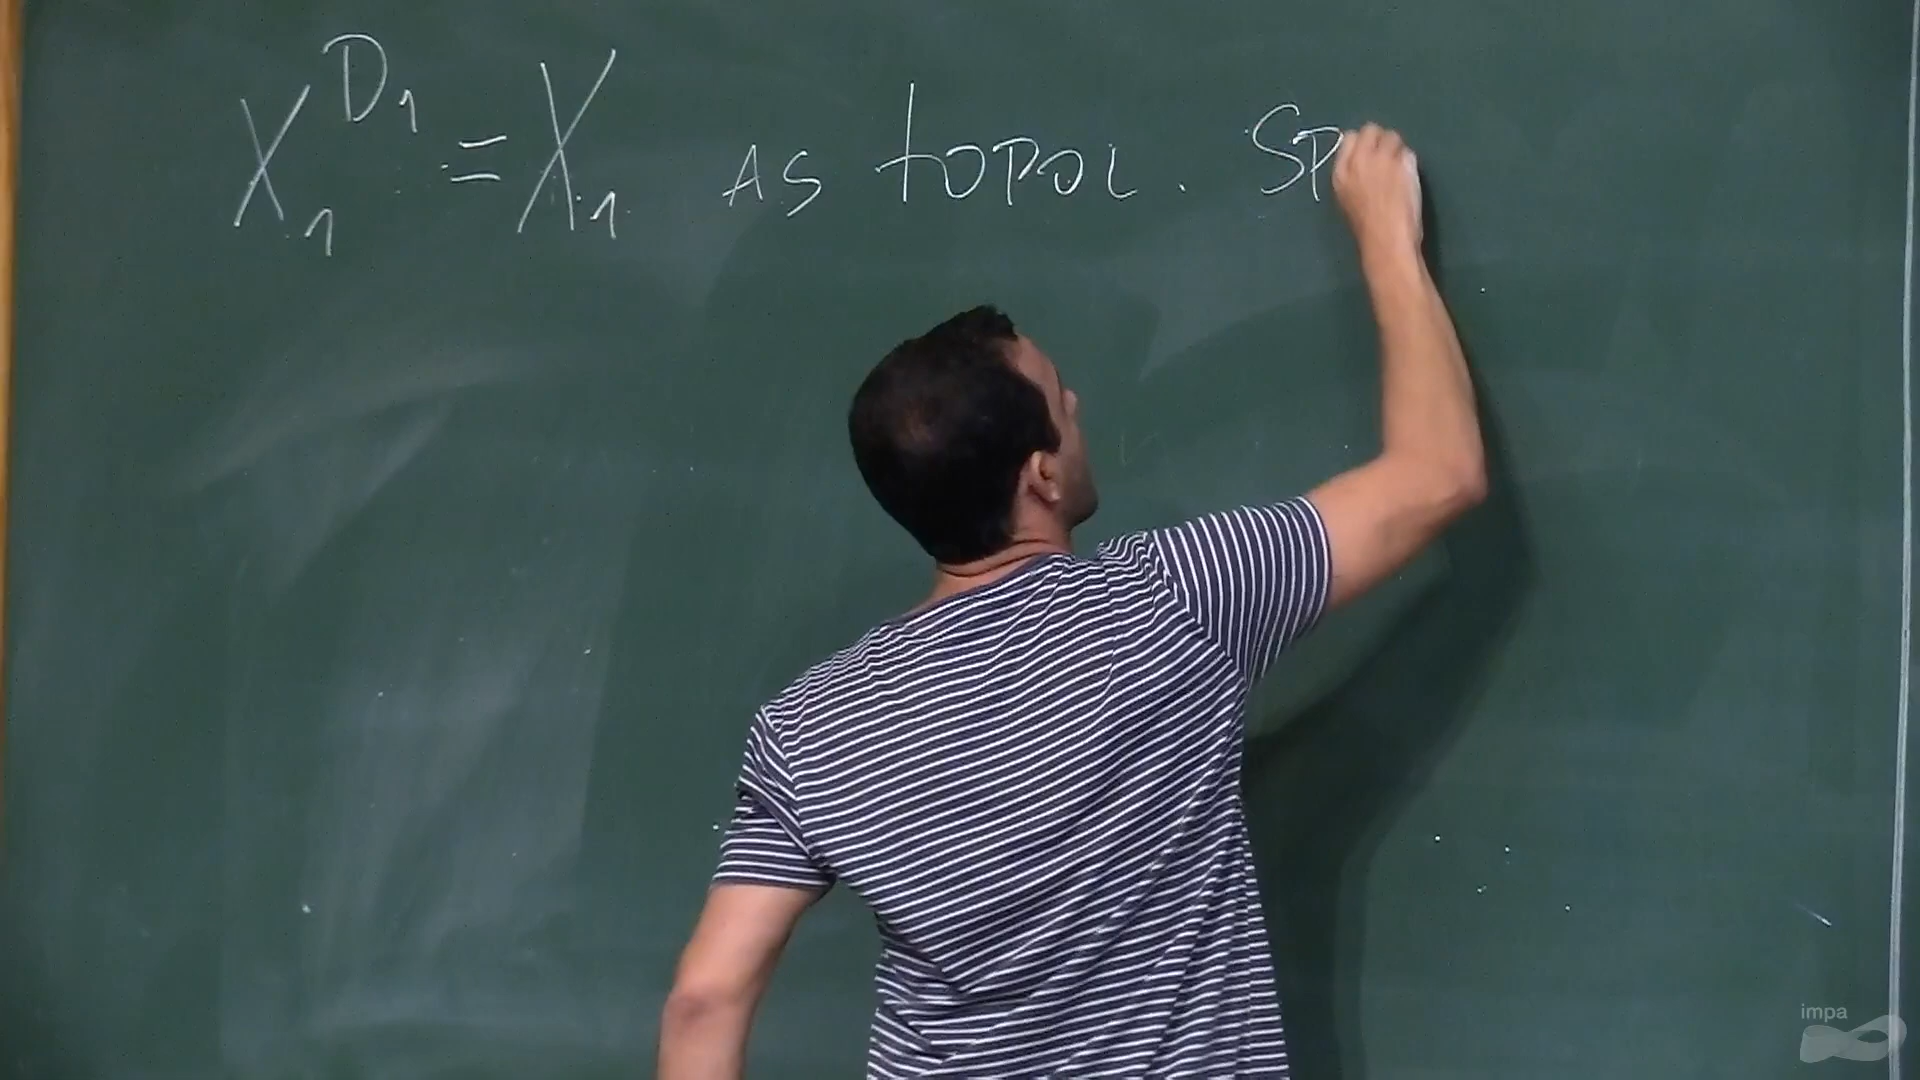 X₁^D₁ = X₁ AS TOPOL. SP
impa